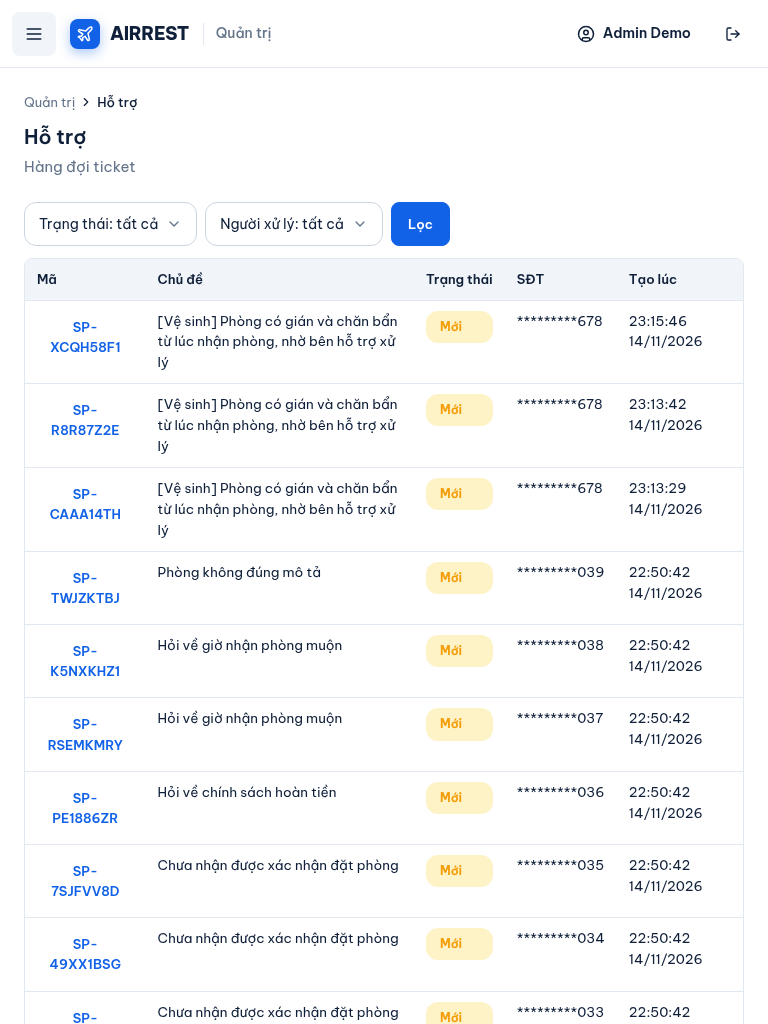 AIRREST
Quản trị
Admin Demo
Quản trị > Hỗ trợ
Hỗ trợ
Hàng đợi ticket
Trạng thái: tất cả
Người xử lý: tất cả
Lọc
Mã Chủ đề Trạng thái SĐT Tạo lúc
SP-
XCQH58F1
[Vệ sinh] Phòng có gián và chăn bẩn
từ lúc nhận phòng, nhờ bên hỗ trợ xử
lý
Mới
*********678
23:15:46
14/11/2026
SP-
R8R87Z2E
[Vệ sinh] Phòng có gián và chăn bẩn
từ lúc nhận phòng, nhờ bên hỗ trợ xử
lý
Mới
*********678
23:13:42
14/11/2026
SP-
CAAA14TH
[Vệ sinh] Phòng có gián và chăn bẩn
từ lúc nhận phòng, nhờ bên hỗ trợ xử
lý
Mới
*********678
23:13:29
14/11/2026
SP-
TWJZKTBJ
Phòng không đúng mô tả
Mới
*********039
22:50:42
14/11/2026
SP-
K5NXKHZ1
Hỏi về giờ nhận phòng muộn
Mới
*********038
22:50:42
14/11/2026
SP-
RSEMKMRY
Hỏi về giờ nhận phòng muộn
Mới
*********037
22:50:42
14/11/2026
SP-
PE1886ZR
Hỏi về chính sách hoàn tiền
Mới
*********036
22:50:42
14/11/2026
SP-
7SJFVV8D
Chưa nhận được xác nhận đặt phòng
Mới
*********035
22:50:42
14/11/2026
SP-
49XX1BSG
Chưa nhận được xác nhận đặt phòng
Mới
*********034
22:50:42
14/11/2026
SP-
Chưa nhận được xác nhận đặt phòng
Mới
*********033
22:50:42